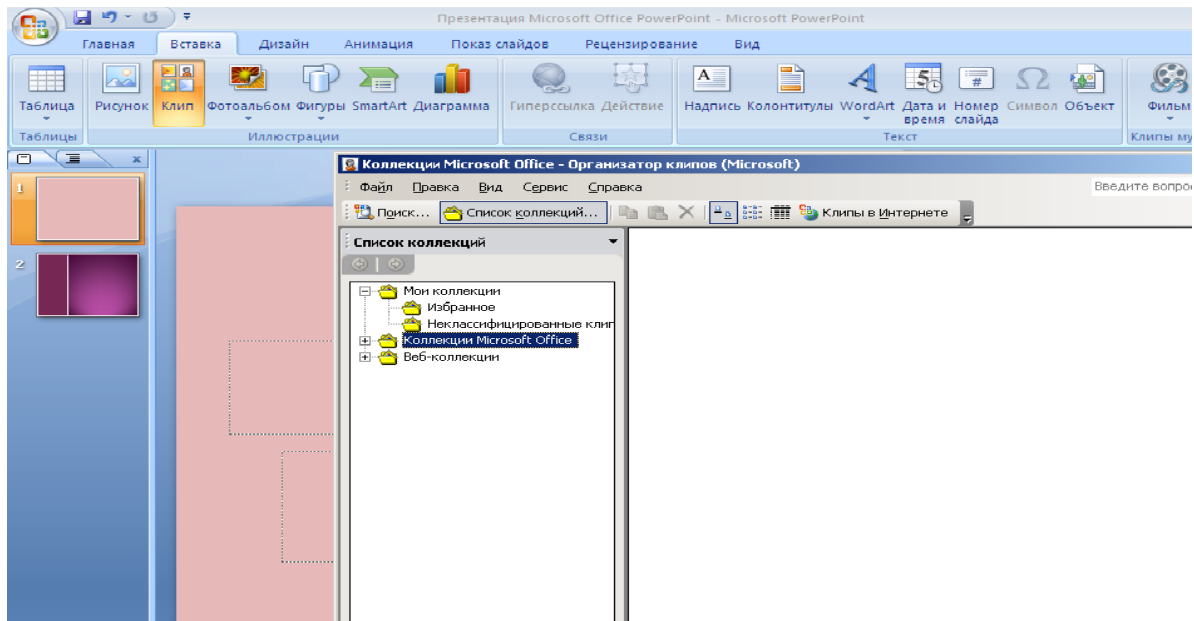 Презентация Microsoft Office PowerPoint - Microsoft PowerPoint
Главная Вставка Дизайн Анимация Показ слайдов Рецензирование Вид
Таблица Рисунок Клип Фотоальбом Фигуры SmartArt Диаграмма Гиперссылка Действие Надпись Колонтитулы WordArt Дата и время Номер слайда Символ Объект Фильм
Таблицы Иллюстрации Связи Текст Клипы му
Коллекции Microsoft Office - Организатор клипов (Microsoft)
1
Файл Правка Вид Сервис Справка Введите вопро
Поиск... Список коллекций... Клипы в Интернете
Список коллекций
2
Мои коллекции
Избранное
Неклассифицированные клип
Коллекции Microsoft Office
Веб-коллекции